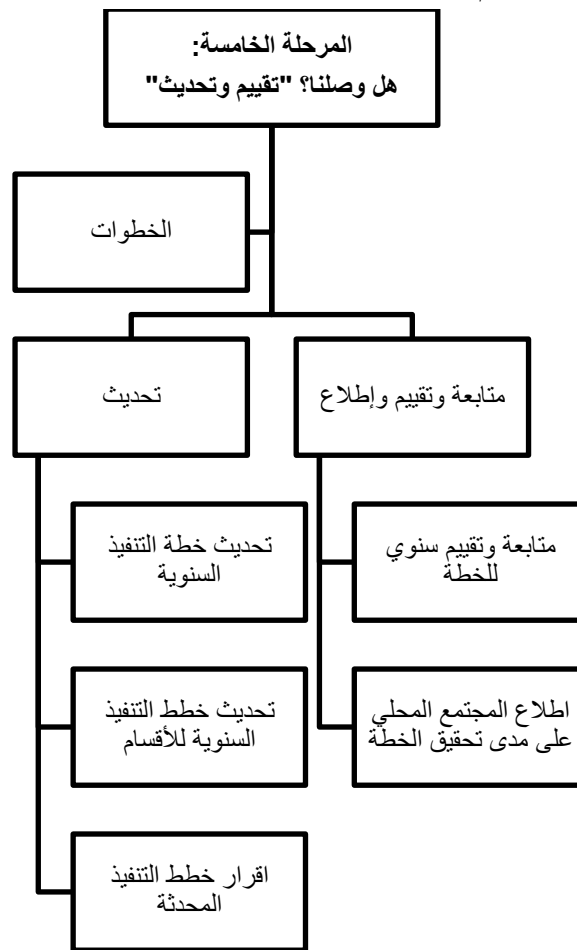 المرحلة الخامسة:
هل وصلنا؟ "تقييم وتحديث"
الخطوات
متابعة وتقييم وإطلاع
متابعة وتقييم سنوي
للخطة
اطلاع المجتمع المحلي
على مدى تحقيق الخطة
تحديث
تحديث خطة التنفيذ
السنوية
تحديث خطط التنفيذ
السنوية للأقسام
اقرار خطط التنفيذ
المحدثة